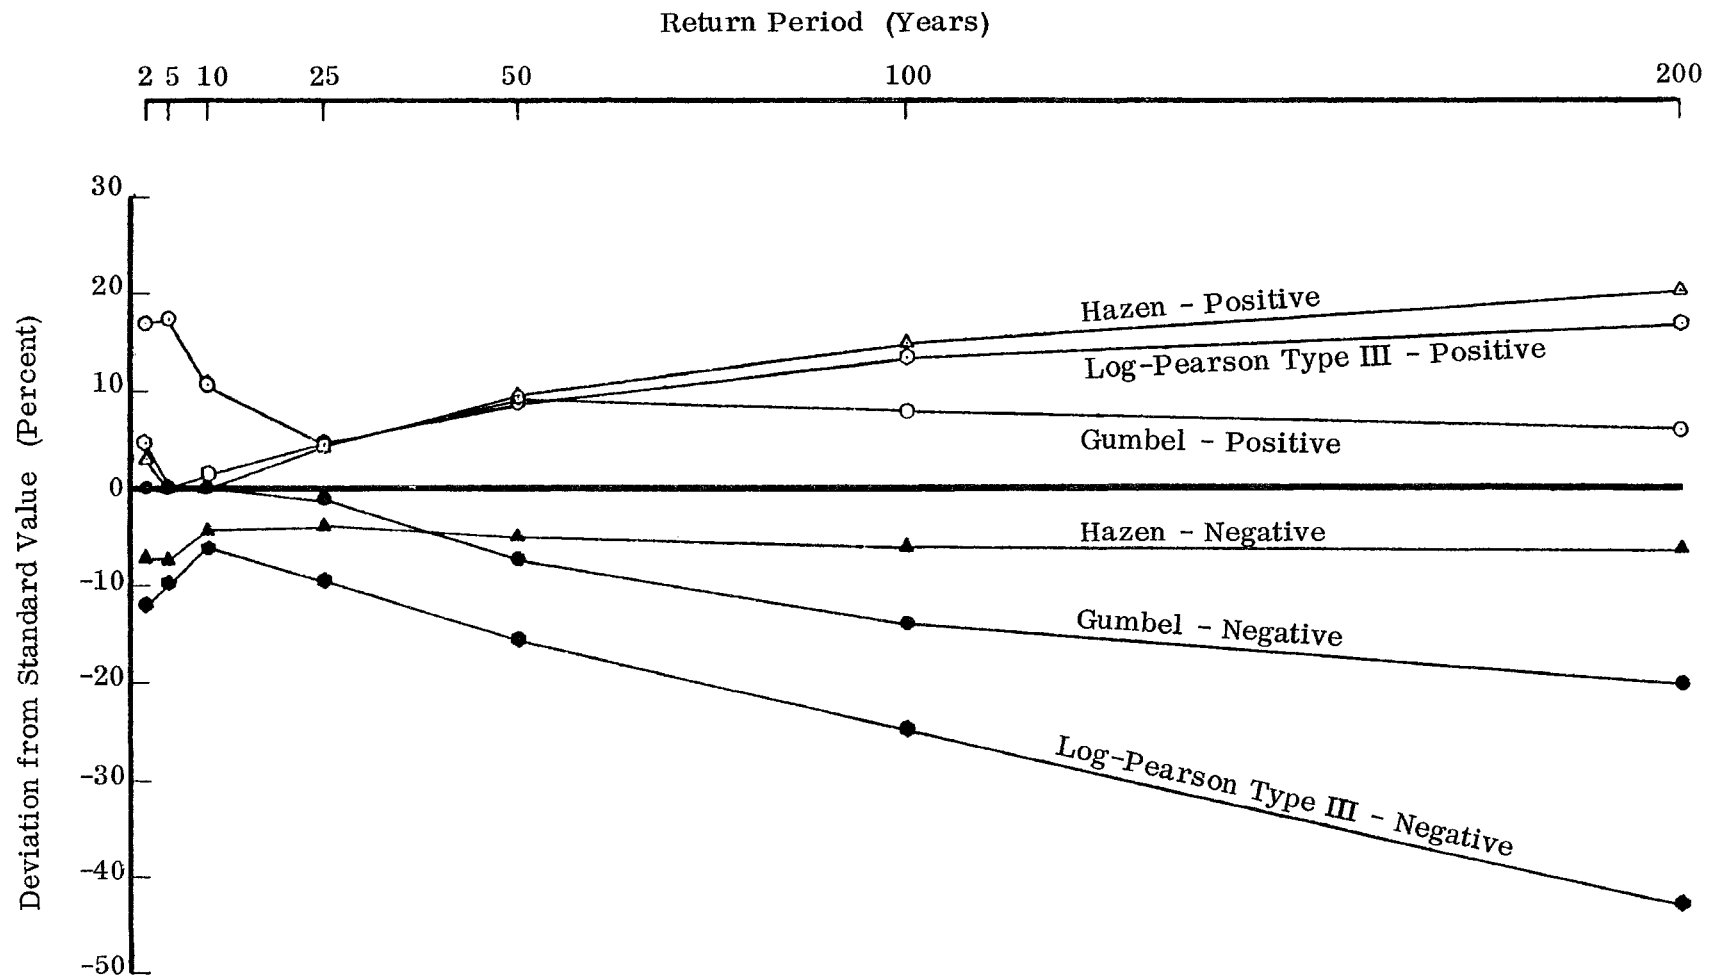 Return Period (Years)
2 5 10 25 50 100 200
30
20
10
0
-10
-20
-30
-40
-50
Deviation from Standard Value (Percent)
Hazen - Positive
Log-Pearson Type III - Positive
Gumbel - Positive
Hazen - Negative
Gumbel - Negative
Log-Pearson Type III - Negative